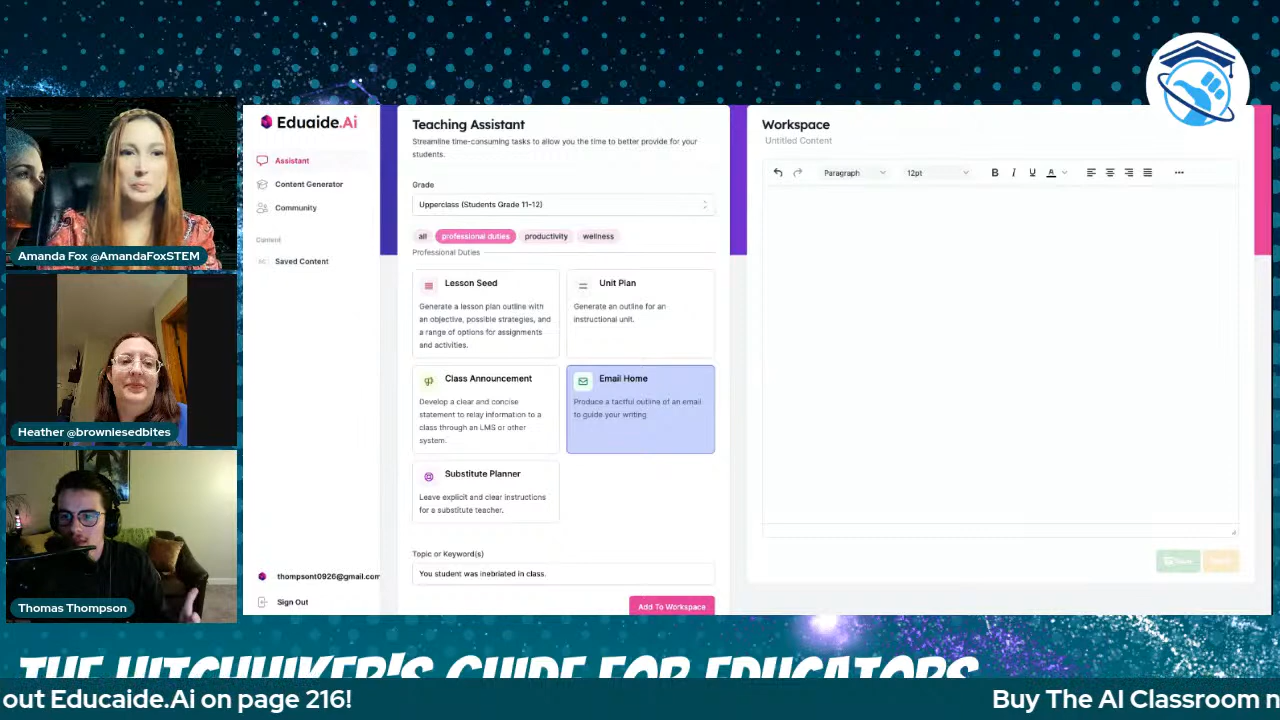 Amanda Fox @AmandaFoxSTEM
Heather @browniesedbites
Thomas Thompson
Eduaide.Ai
Assistant
Content Generator
Community
Content
Saved Content
thompsont0926@gmail.com
Sign Out
Teaching Assistant
Streamline time-consuming tasks to allow you the time to better provide for your
students.
Grade
Upperclass (Students Grade 11-12)
all professional duties productivity wellness
Professional Duties
Lesson Seed
Generate a lesson plan outline with
an objective, possible strategies, and
a range of options for assignments
and activities.
Unit Plan
Generate an outline for an
instructional unit.
Class Announcement
Develop a clear and concise
statement to relay information to a
class through an LMS or other
system.
Email Home
Produce a tactful outline of an email
to guide your writing
Substitute Planner
Leave explicit and clear instructions
for a substitute teacher.
Topic or Keyword(s)
You student was inebriated in class.
Add To Workspace
Workspace
Untitled Content
Paragraph 12pt B I U A
THE HITCHHIKER'S GUIDE FOR EDUCATORS
out Educaide.Ai on page 216! Buy The AI Classroom n